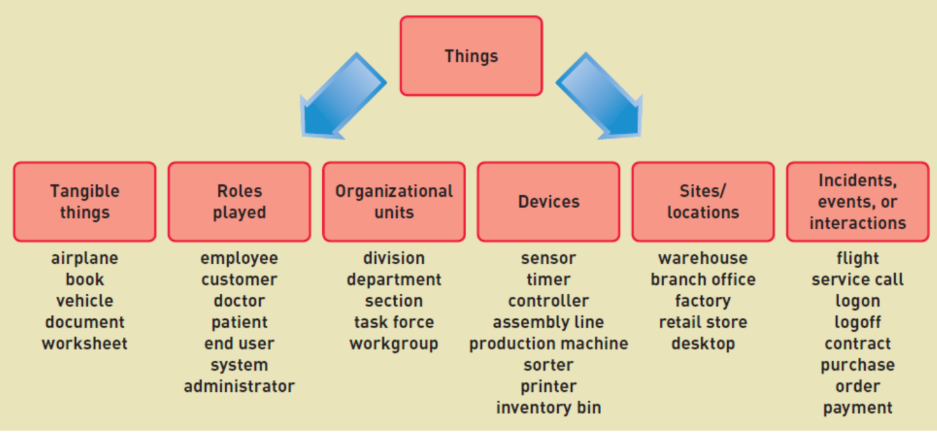 Things
Tangible
things
airplane
book
vehicle
document
worksheet
Roles
played
employee
customer
doctor
patient
end user
system
administrator
Organizational
units
division
department
section
task force
workgroup
Devices
sensor
timer
controller
assembly line
production machine
sorter
printer
inventory bin
Sites/
locations
warehouse
branch office
factory
retail store
desktop
Incidents,
events, or
interactions
flight
service call
logon
logoff
contract
purchase
order
payment